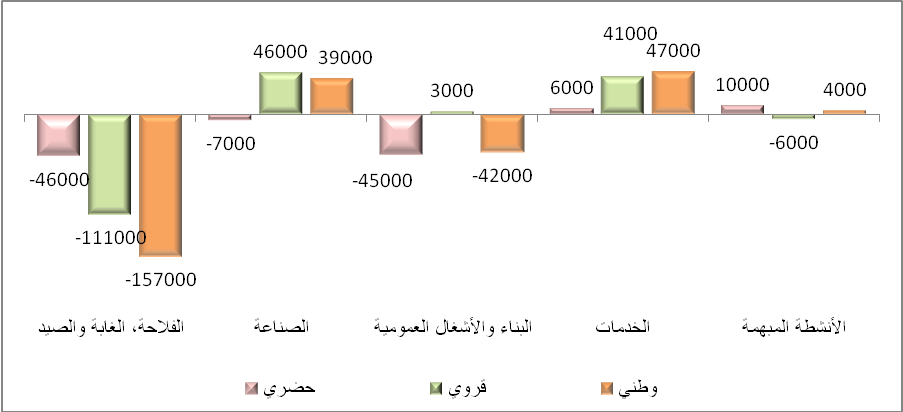 46000
39000
41000
47000
3000
6000
10000
4000
-7000
-6000
-46000
-45000
-42000
-111000
-157000
الفلاحة، الغابة والصيد
الصناعة
البناء والأشغال العمومية
الخدمات
الأنشطة المبهمة
حضري
قروي
وطني